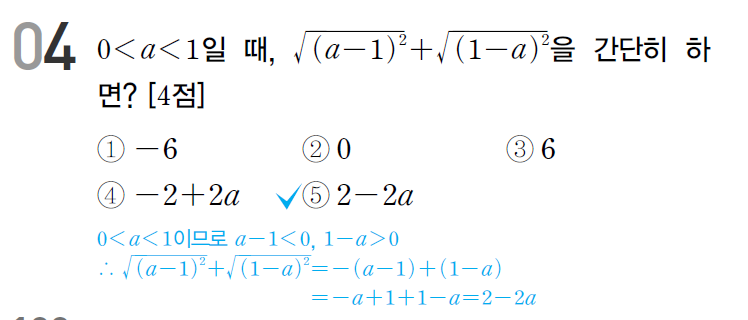 04 0<a<1일 때, √(a−1)²+√(1−a)²을 간단히 하
면? [4점]
① −6 ② 0 ③ 6
④ −2+2a ✓⑤ 2−2a
0<a<1이므로 a−1<0, 1−a>0
∴ √(a−1)²+√(1−a)²=−(a−1)+(1−a)
=−a+1+1−a=2−2a